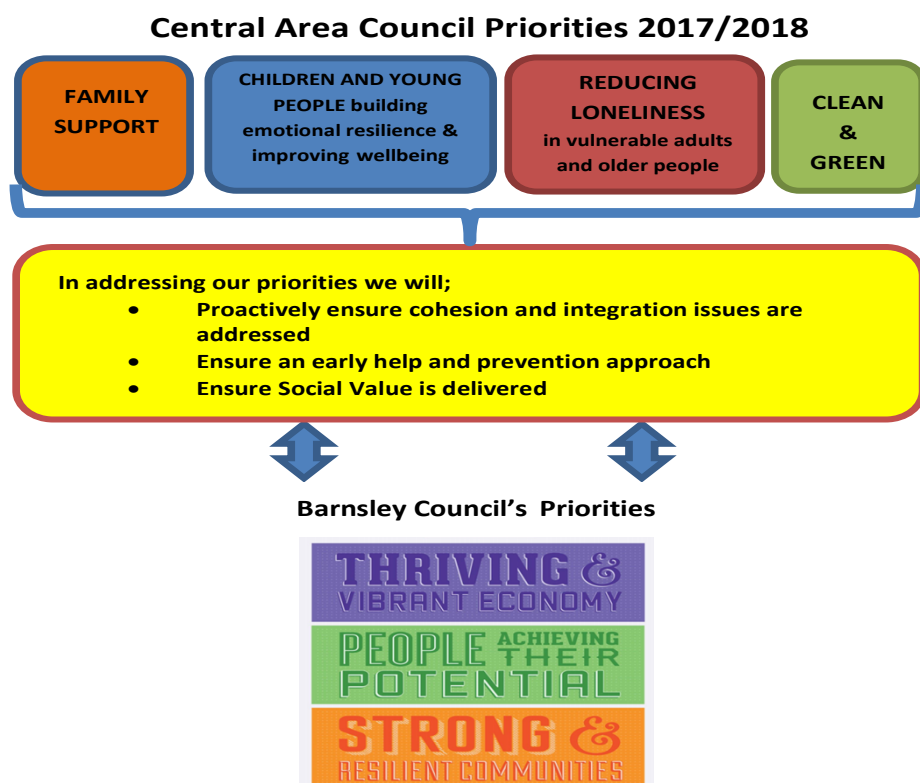 Central Area Council Priorities 2017/2018
FAMILY
SUPPORT
CHILDREN AND YOUNG
PEOPLE building
emotional resilience &
improving wellbeing
REDUCING
LONELINESS
in vulnerable adults
and older people
CLEAN
&
GREEN
In addressing our priorities we will;
• Proactively ensure cohesion and integration issues are
addressed
• Ensure an early help and prevention approach
• Ensure Social Value is delivered
Barnsley Council’s Priorities
THRIVING &
VIBRANT ECONOMY
PEOPLE ACHIEVING THEIR
POTENTIAL
STRONG &
RESILIENT COMMUNITIES